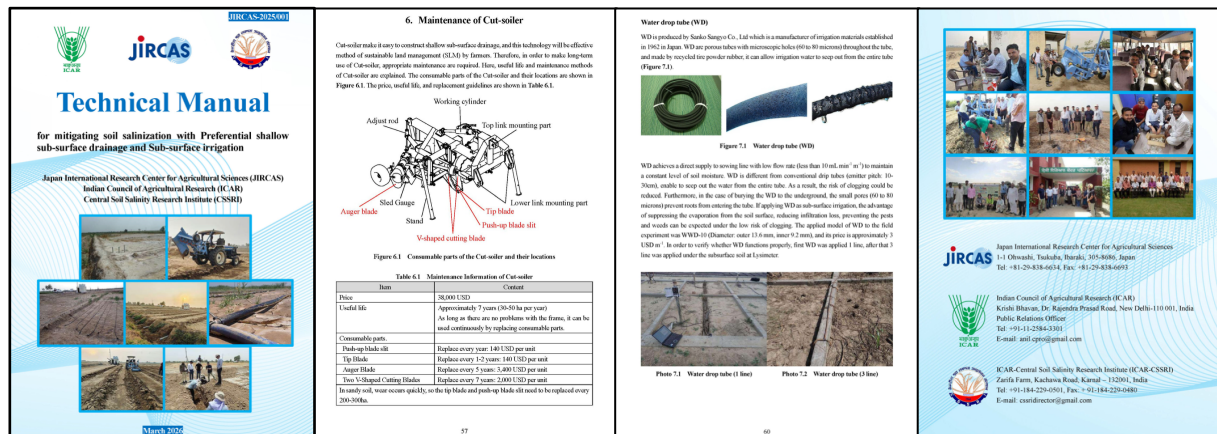 JIRCAS-2025/001
ICAR
JIRCAS
Technical Manual
for mitigating soil salinization with Preferential shallow
sub-surface drainage and Sub-surface irrigation
Japan International Research Center for Agricultural Sciences (JIRCAS)
Indian Council of Agricultural Research (ICAR)
Central Soil Salinity Research Institute (CSSRI)
March 2026
6. Maintenance of Cut-soiler
Cut-soiler make it easy to construct shallow sub-surface drainage, and this technology will be effective
method of sustainable land management (SLM) by farmers. Therefore, in order to make long-term
use of Cut-soiler, appropriate maintenance are required. Here, useful life and maintenance methods
of Cut-soiler are explained. The consumable parts of the Cut-soiler and their locations are shown in
Figure 6.1. The price, useful life, and replacement guidelines are shown in Table 6.1.
Working cylinder
Adjust rod
Top link mounting part
Lower link mounting part
Sled Gauge
Auger blade
Tip blade
Stand
Push-up blade slit
V-shaped cutting blade
Figure 6.1 Consumable parts of the Cut-soiler and their locations
Table 6.1 Maintenance Information of Cut-soiler
Item Content
Price 38,000 USD
Useful life Approximately 7 years (30-50 ha per year)
As long as there are no problems with the frame, it can be
used continuously by replacing consumable parts.
Consumable parts.
Push-up blade slit Replace every year: 140 USD per unit
Tip Blade Replace every 1-2 years: 140 USD per unit
Auger Blade Replace every 5 years: 3,400 USD per unit
Two V-Shaped Cutting Blades Replace every 7 years: 2,000 USD per unit
In sandy soil, wear occurs quickly, so the tip blade and push-up blade slit need to be replaced every
200-300ha.
57
Water drop tube (WD)
WD is produced by Sanko Sangyo Co., Ltd which is a manufacturer of irrigation materials established
in 1962 in Japan. WD are porous tubes with microscopic holes (60 to 80 microns) throughout the tube,
and made by recycled tire powder rubber, it can allow irrigation water to seep out from the entire tube
(Figure 7.1).
Figure 7.1 Water drop tube (WD)
WD achieves a direct supply to sowing line with low flow rate (less than 10 mL min⁻¹ m⁻¹) to maintain
a constant level of soil moisture. WD is different from conventional drip tubes (emitter pitch: 10-
30cm), enable to seep out the water from the entire tube. As a result, the risk of clogging could be
reduced. Furthermore, in the case of burying the WD to the underground, the small pores (60 to 80
microns) prevent roots from entering the tube. If applying WD as sub-surface irrigation, the advantage
of suppressing the evaporation from the soil surface, reducing infiltration loss, preventing the pests
and weeds can be expected under the low risk of clogging. The applied model of WD to the field
experiment was WWD-10 (Diameter: outer 13.6 mm, inner 9.2 mm), and its price is approximately 3
USD m⁻¹. In order to verify whether WD functions properly, first WD was applied 1 line, after that 3
line was applied under the subsurface soil at Lysimeter.
Photo 7.1 Water drop tube (1 line) Photo 7.2 Water drop tube (3 line)
60
JIRCAS
Japan International Research Center for Agricultural Sciences
1-1 Ohwashi, Tsukuba, Ibaraki, 305-8686, Japan
Tel: +81-29-838-6634, Fax: +81-29-838-6693
ICAR
Indian Council of Agricultural Research (ICAR)
Krishi Bhavan, Dr. Rajendra Prasad Road, New Delhi-110 001, India
Public Relations Officer
Tel: +91-11-2584-3301
E-mail: anil.cpro@gmail.com
ICAR-Central Soil Salinity Research Institute (ICAR-CSSRI)
Zarifa Farm, Kachawa Road, Karnal – 132001, India
Tel: +91-184-229-0501, Fax. + 91-184-229-0480
E-mail: cssridirector@gmail.com